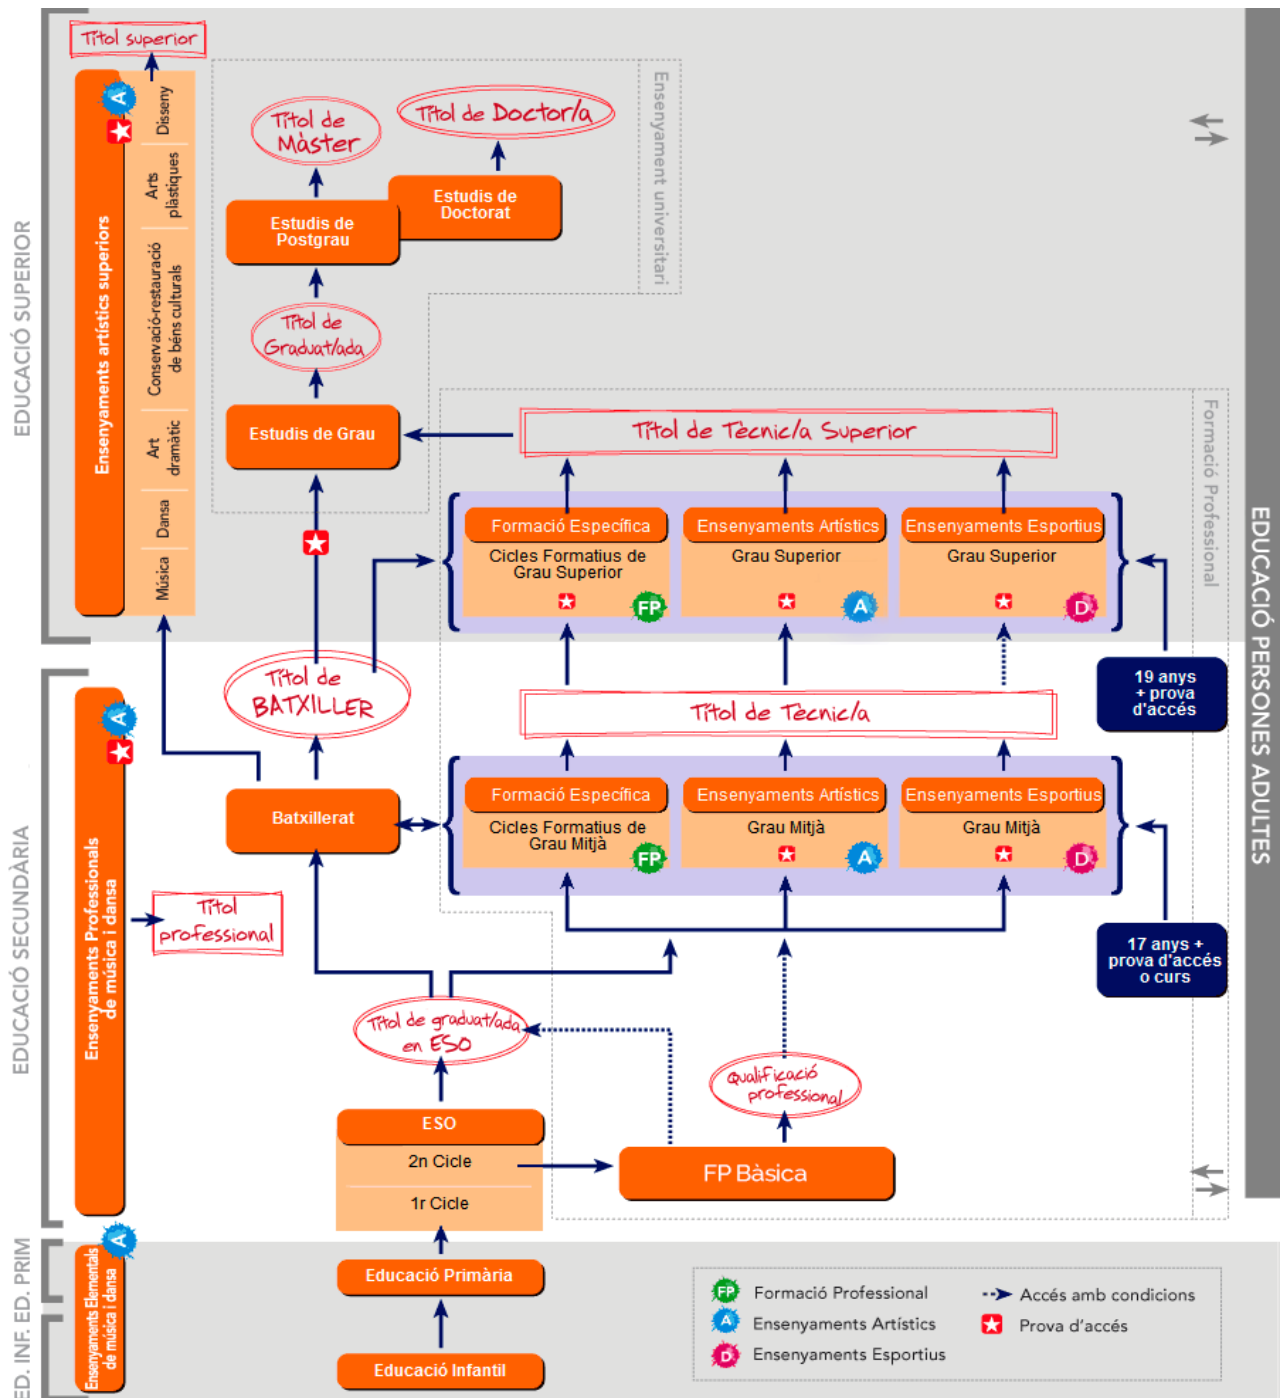 EDUCACIÓ SUPERIOR
Títol superior
Ensenyaments artístics superiors
A
Disseny
Arts
plàstiques
Conservació-restauració
de béns culturals
Art
dramàtic
Dansa
Música
Ensenyament universitari
Títol de
Màster
Títol de Doctor/a
Estudis de
Postgrau
Estudis de
Doctorat
Títol de
Graduat/ada
Estudis de Grau
Formació Professional
Títol de Tècnic/a Superior
Formació Específica
Cicles Formatius de
Grau Superior
FP
Ensenyaments Artístics
Grau Superior
A
Ensenyaments Esportius
Grau Superior
D
19 anys
+ prova
d'accés
EDUCACIÓ PERSONES ADULTES
EDUCACIÓ SECUNDÀRIA
Ensenyaments Professionals
de música i dansa
A
Títol
professional
Títol de
BATXILLER
Batxillerat
Títol de Tècnic/a
Formació Específica
Cicles Formatius de
Grau Mitjà
FP
Ensenyaments Artístics
Grau Mitjà
A
Ensenyaments Esportius
Grau Mitjà
D
17 anys +
prova d'accés
o curs
Títol de graduat/ada
en ESO
Qualificació
professional
ESO
2n Cicle
1r Cicle
FP Bàsica
ED. PRIM
ED. INF.
Ensenyaments Elementals
de música i dansa
A
Educació Primària
Educació Infantil
FP Formació Professional
A Ensenyaments Artístics
D Ensenyaments Esportius
Accés amb condicions
Prova d'accés